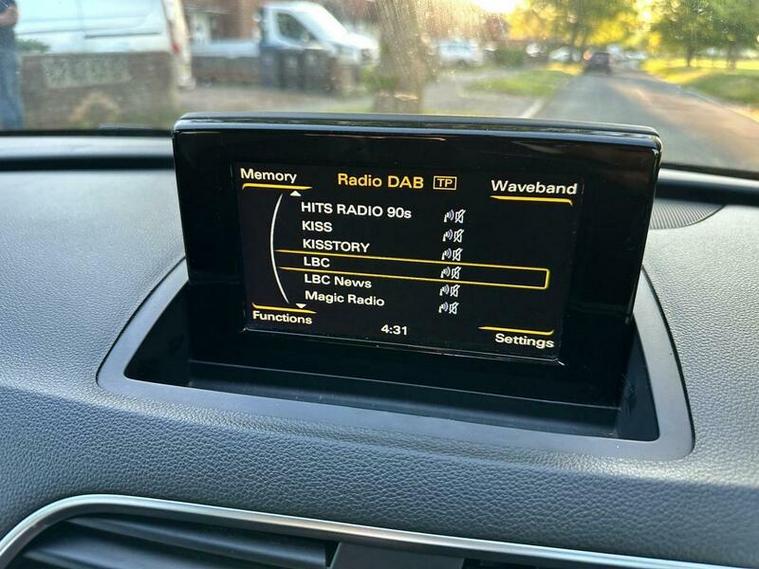 Memory
Radio DAB TP
Waveband
HITS RADIO 90s
KISS
KISSTORY
LBC
LBC News
Magic Radio
Functions
4:31
Settings